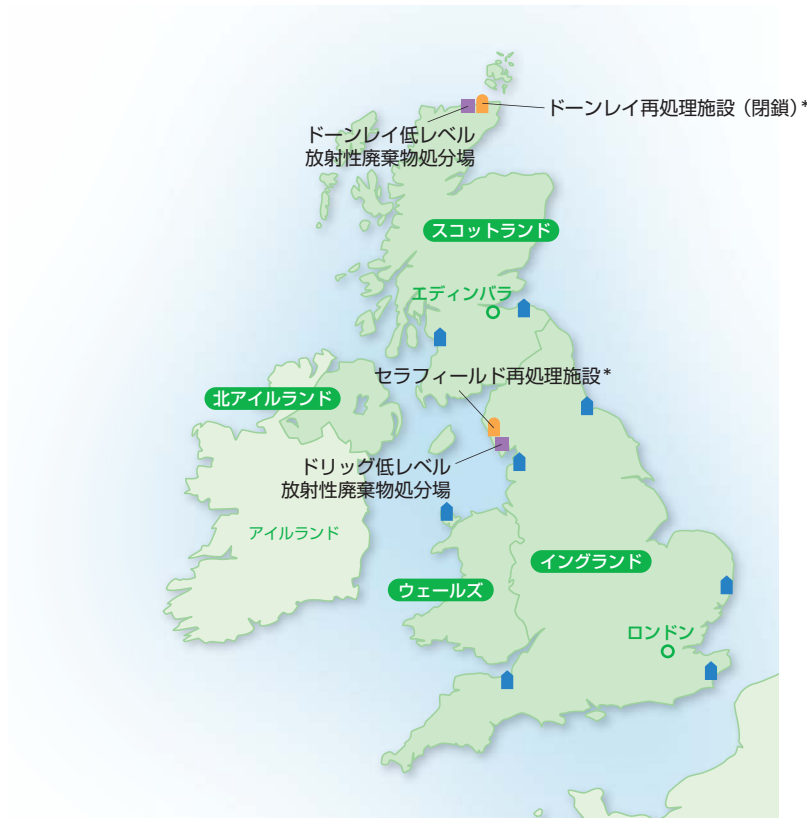 ドーンレイ再処理施設（閉鎖）*
ドーンレイ低レベル
放射性廃棄物処分場
スコットランド
エディンバラ
セラフィールド再処理施設*
北アイルランド
ドリッグ低レベル
放射性廃棄物処分場
アイルランド
イングランド
ウェールズ
ロンドン